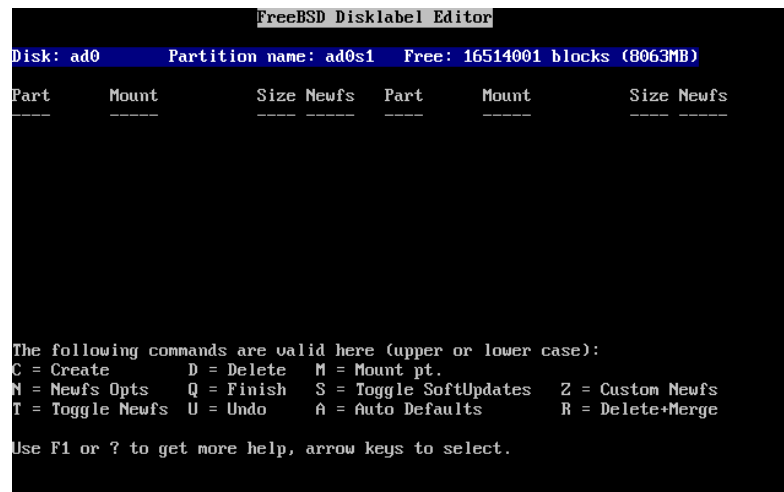 FreeBSD Disklabel Editor
Disk: ad0 Partition name: ad0s1 Free: 16514001 blocks (8063MB)
Part Mount Size Newfs Part Mount Size Newfs
---- ----- ---- ----- ---- ----- ---- -----
The following commands are valid here (upper or lower case):
C = Create D = Delete M = Mount pt.
N = Newfs Opts Q = Finish S = Toggle SoftUpdates Z = Custom Newfs
T = Toggle Newfs U = Undo A = Auto Defaults R = Delete+Merge
Use F1 or ? to get more help, arrow keys to select.